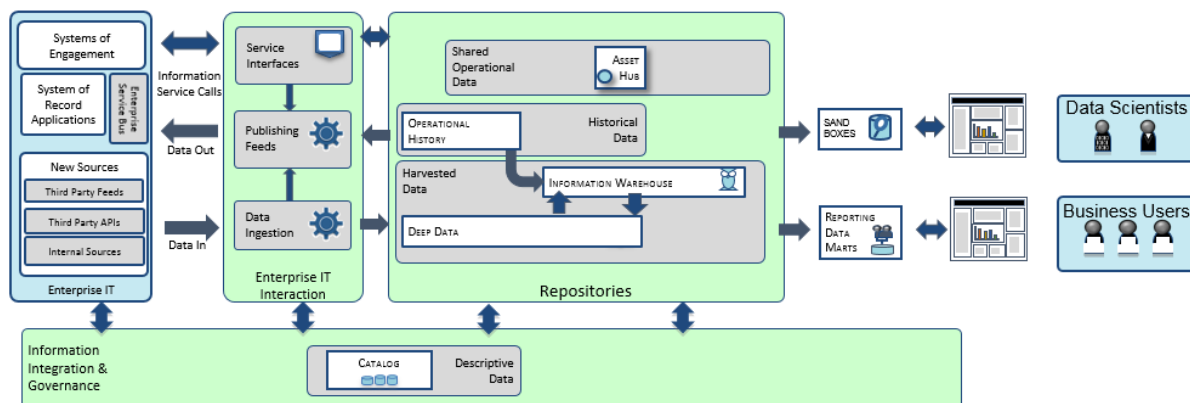 Systems of
Engagement
System of
Record
Applications
Enterprise
Service Bus
New Sources
Third Party Feeds
Third Party APIs
Internal Sources
Enterprise IT
Information
Service Calls
Data Out
Data In
Service
Interfaces
Publishing
Feeds
Data
Ingestion
Enterprise IT
Interaction
Shared
Operational
Data
ASSET
HUB
OPERATIONAL
HISTORY
Historical
Data
Harvested
Data
INFORMATION WAREHOUSE
DEEP DATA
Repositories
SAND
BOXES
REPORTING
DATA
MARTS
Data Scientists
Business Users
Information
Integration &
Governance
CATALOG
Descriptive
Data